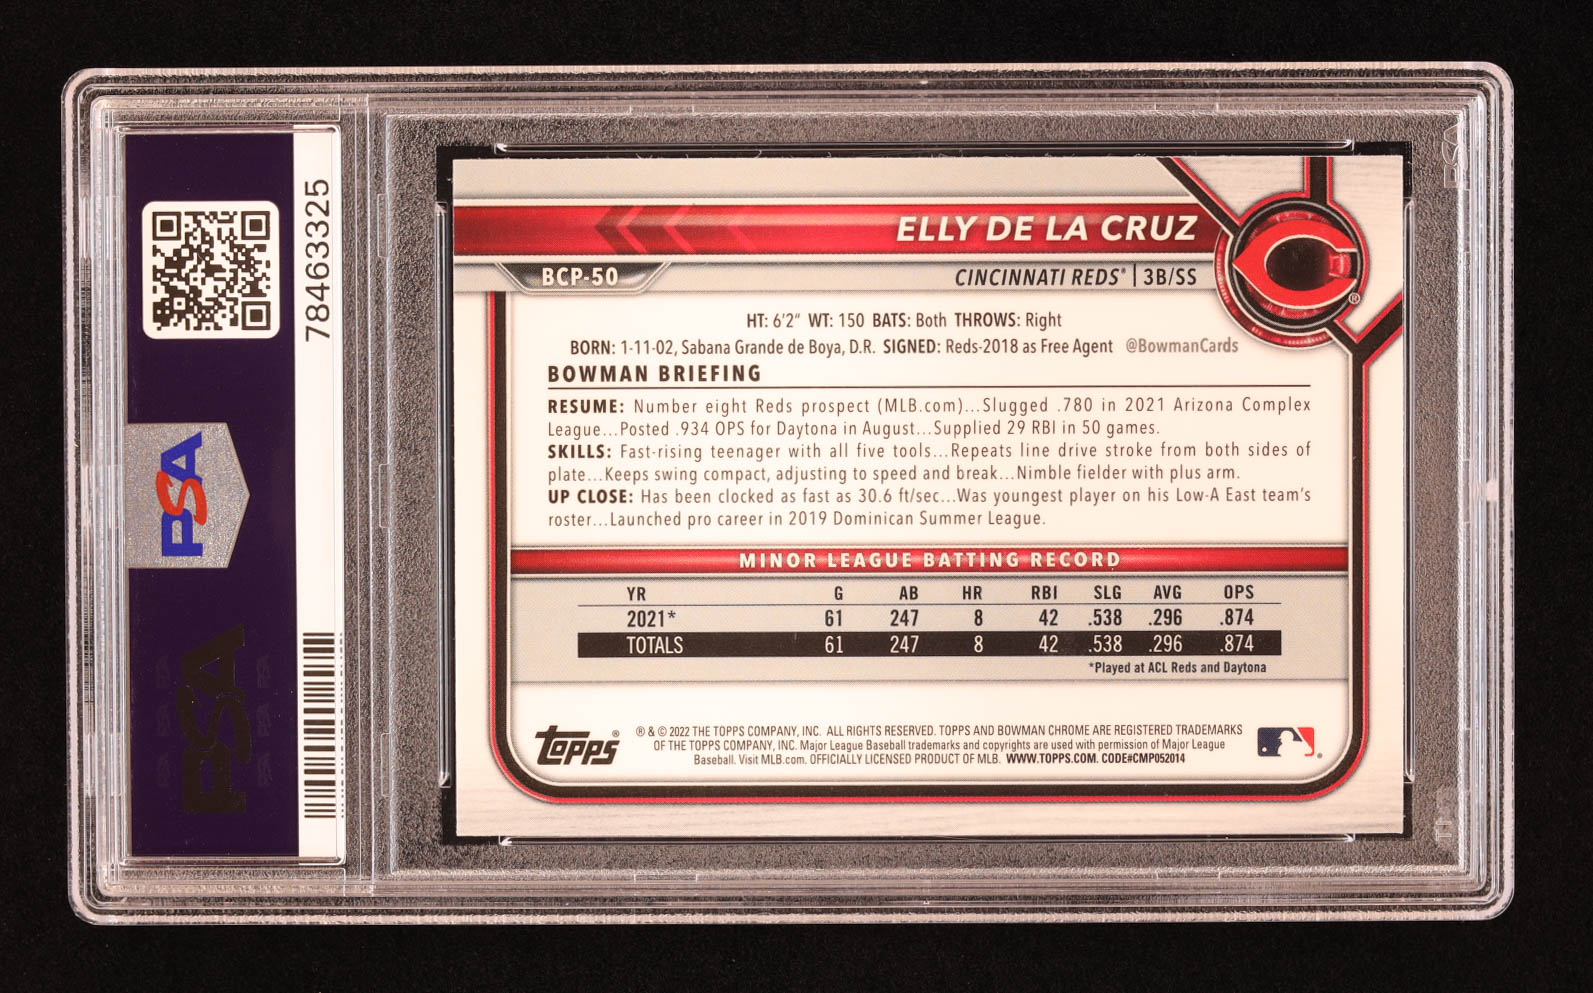 78463325
PSA
PSA
ELLY DE LA CRUZ
BCP-50
CINCINNATI REDS® | 3B/SS
HT: 6'2" WT: 150 BATS: Both THROWS: Right
BORN: 1-11-02, Sabana Grande de Boya, D.R. SIGNED: Reds-2018 as Free Agent @BowmanCards
BOWMAN BRIEFING
RESUME: Number eight Reds prospect (MLB.com)...Slugged .780 in 2021 Arizona Complex
League...Posted .934 OPS for Daytona in August...Supplied 29 RBI in 50 games.
SKILLS: Fast-rising teenager with all five tools...Repeats line drive stroke from both sides of
plate...Keeps swing compact, adjusting to speed and break...Nimble fielder with plus arm.
UP CLOSE: Has been clocked as fast as 30.6 ft/sec...Was youngest player on his Low-A East team's
roster...Launched pro career in 2019 Dominican Summer League.
MINOR LEAGUE BATTING RECORD
YR G AB HR RBI SLG AVG OPS
2021* 61 247 8 42 .538 .296 .874
TOTALS 61 247 8 42 .538 .296 .874
*Played at ACL Reds and Daytona
topps®
® & © 2022 THE TOPPS COMPANY, INC. ALL RIGHTS RESERVED. TOPPS AND BOWMAN CHROME ARE REGISTERED TRADEMARKS
OF THE TOPPS COMPANY, INC. Major League Baseball trademarks and copyrights are used with permission of Major League
Baseball. Visit MLB.com. OFFICIALLY LICENSED PRODUCT OF MLB. WWW.TOPPS.COM. CODE#CMP052014